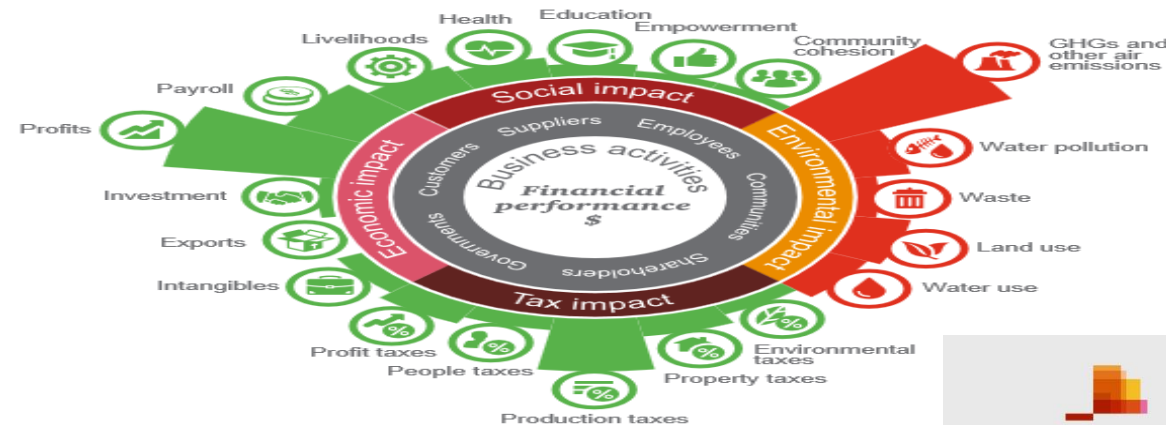 Health
Education
Empowerment
Livelihoods
Community
cohesion
GHGs and
other air
emissions
Payroll
Profits
Water pollution
Investment
Waste
Exports
Land use
Intangibles
Water use
Profit taxes
People taxes
Production taxes
Property taxes
Environmental
taxes
Social impact
Environmental impact
Tax impact
Economic impact
Suppliers
Employees
Communities
Shareholders
Governments
Customers
Business activities
Financial
performance
$